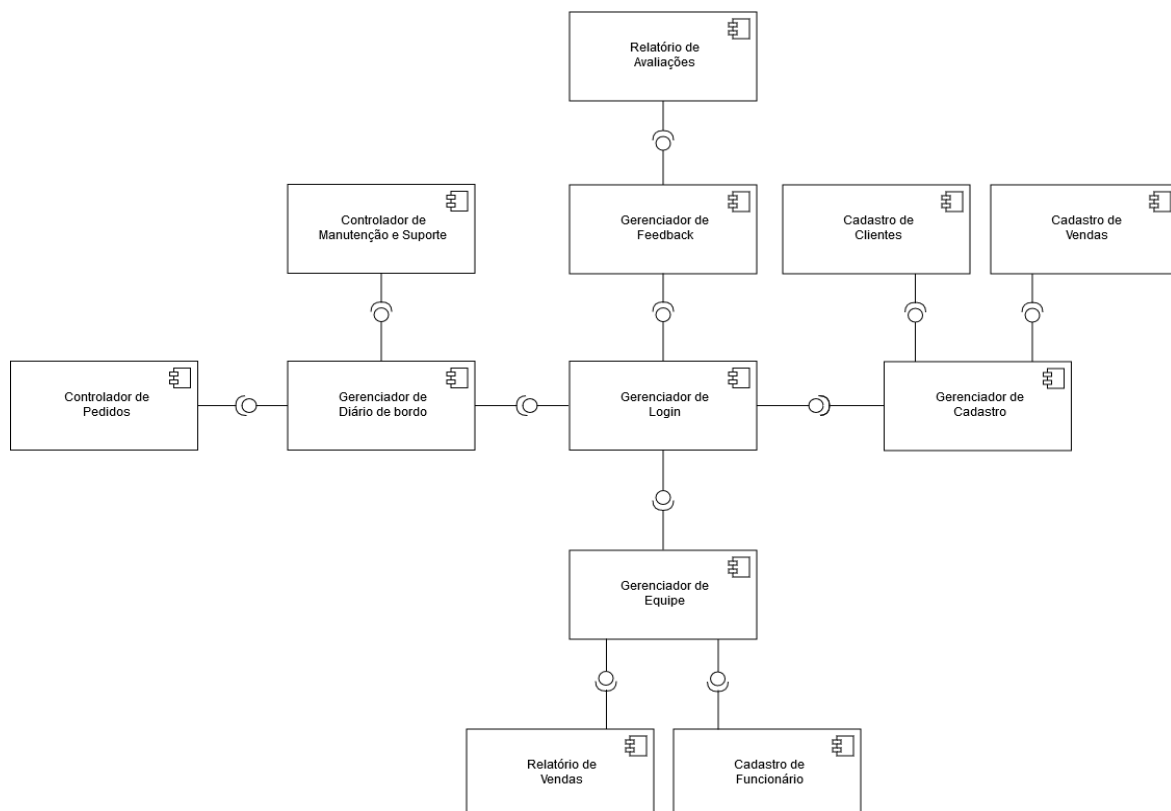 Relatório de
Avaliações
Controlador de
Manutenção e Suporte
Gerenciador de
Feedback
Cadastro de
Clientes
Cadastro de
Vendas
Controlador de
Pedidos
Gerenciador de
Diário de bordo
Gerenciador de
Login
Gerenciador de
Cadastro
Gerenciador de
Equipe
Relatório de
Vendas
Cadastro de
Funcionário